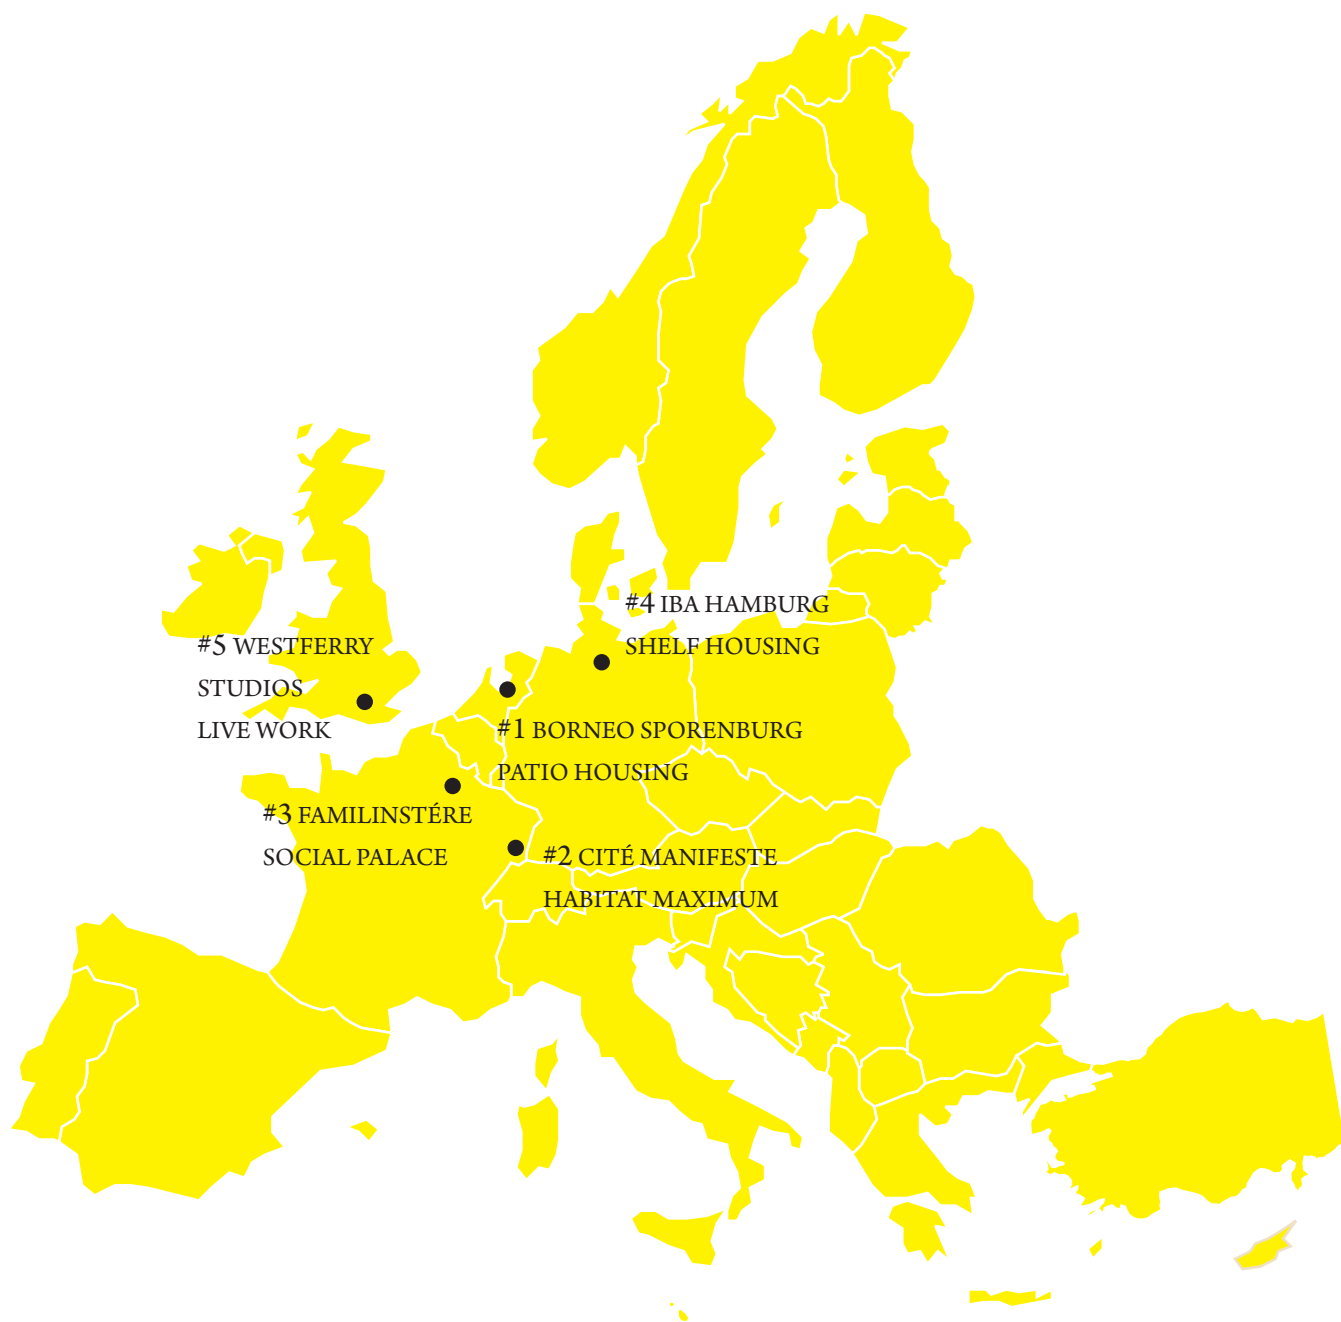 #4 IBA HAMBURG
SHELF HOUSING
#5 WESTFERRY
STUDIOS
LIVE WORK
#1 BORNEO SPORENBURG
PATIO HOUSING
#3 FAMILINSTÉRE
SOCIAL PALACE
#2 CITÉ MANIFESTE
HABITAT MAXIMUM